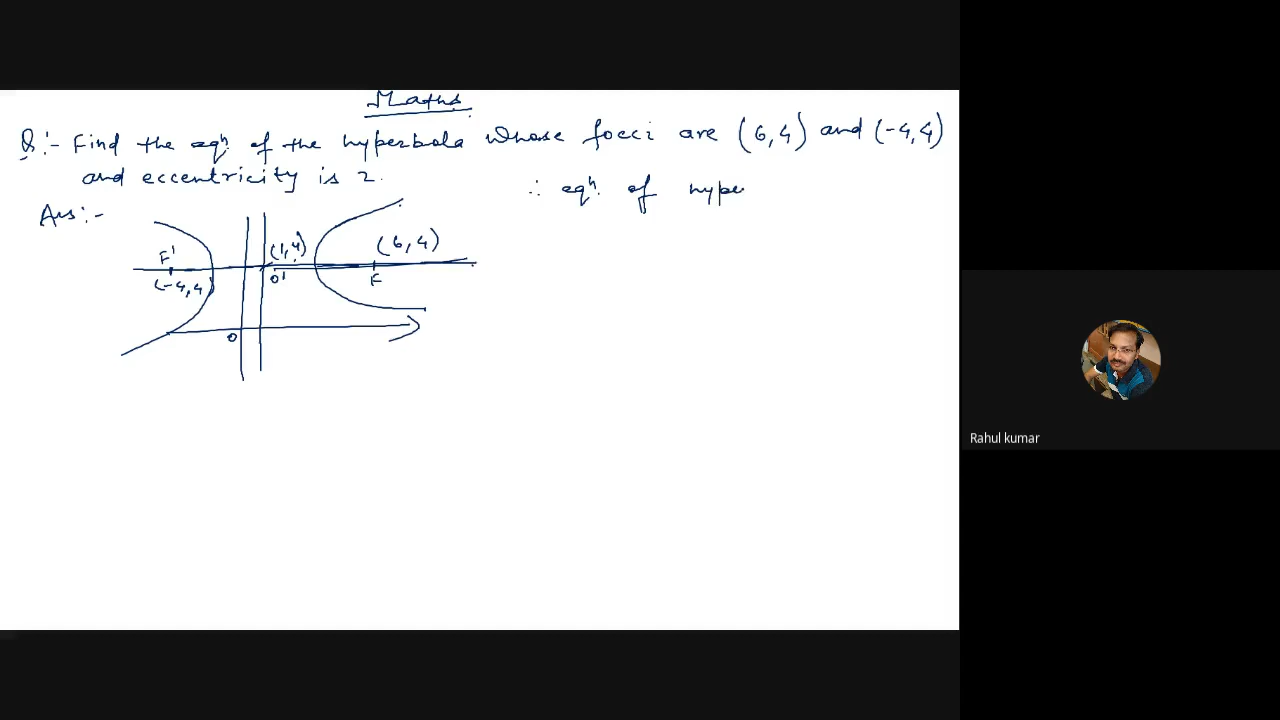 Maths
Q:- Find the eqn. of the hyperbola whose focci are (6,4) and (-4,4)
and eccentricity is 2.
∴ eqn. of hype
Ans:-
F'
(1,4)
(6,4)
(-4,4)
O'
F
O
Rahul kumar